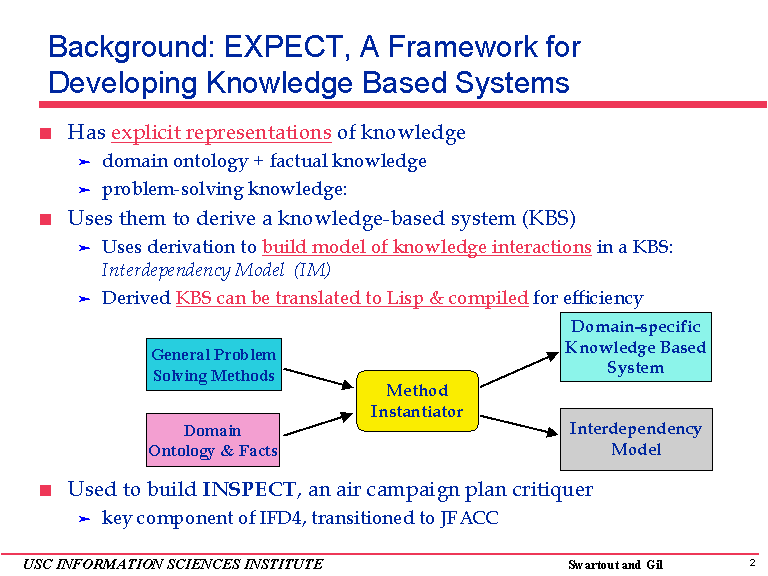 Background: EXPECT, A Framework for
Developing Knowledge Based Systems
Has explicit representations of knowledge
domain ontology + factual knowledge
problem-solving knowledge:
Uses them to derive a knowledge-based system (KBS)
Uses derivation to build model of knowledge interactions in a KBS:
Interdependency Model (IM)
Derived KBS can be translated to Lisp & compiled for efficiency
General Problem
Solving Methods
Domain
Ontology & Facts
Method
Instantiator
Domain-specific
Knowledge Based
System
Interdependency
Model
Used to build INSPECT, an air campaign plan critiquer
key component of IFD4, transitioned to JFACC
USC INFORMATION SCIENCES INSTITUTE
Swartout and Gil
2